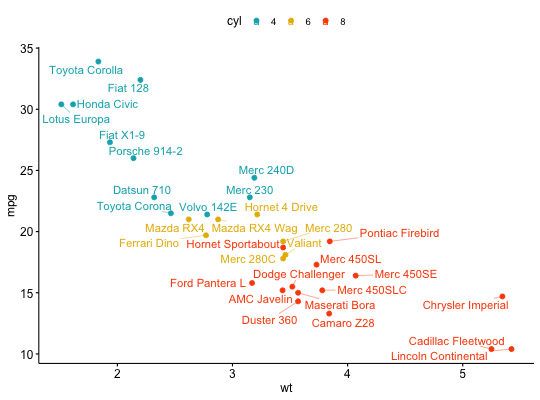 cyl a 4 a 6 a 8
35
Toyota Corolla
Fiat 128
30
Honda Civic
Lotus Europa
Fiat X1-9
Porsche 914-2
25
Merc 240D
Datsun 710
Merc 230
Toyota Corona
Volvo 142E
Hornet 4 Drive
mpg
20
Mazda RX4
Mazda RX4 Wag
Merc 280
Pontiac Firebird
Ferrari Dino
Hornet Sportabout
Valiant
Merc 280C
Merc 450SL
Dodge Challenger
Merc 450SE
Ford Pantera L
Merc 450SLC
15
AMC Javelin
Maserati Bora
Chrysler Imperial
Duster 360
Camaro Z28
Cadillac Fleetwood
Lincoln Continental
10
2 3 4 5
wt